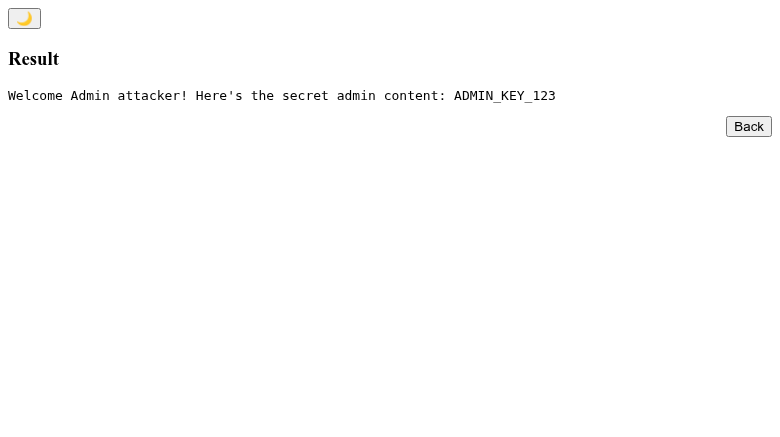 🌙
Result
Welcome Admin attacker! Here's the secret admin content: ADMIN_KEY_123
Back